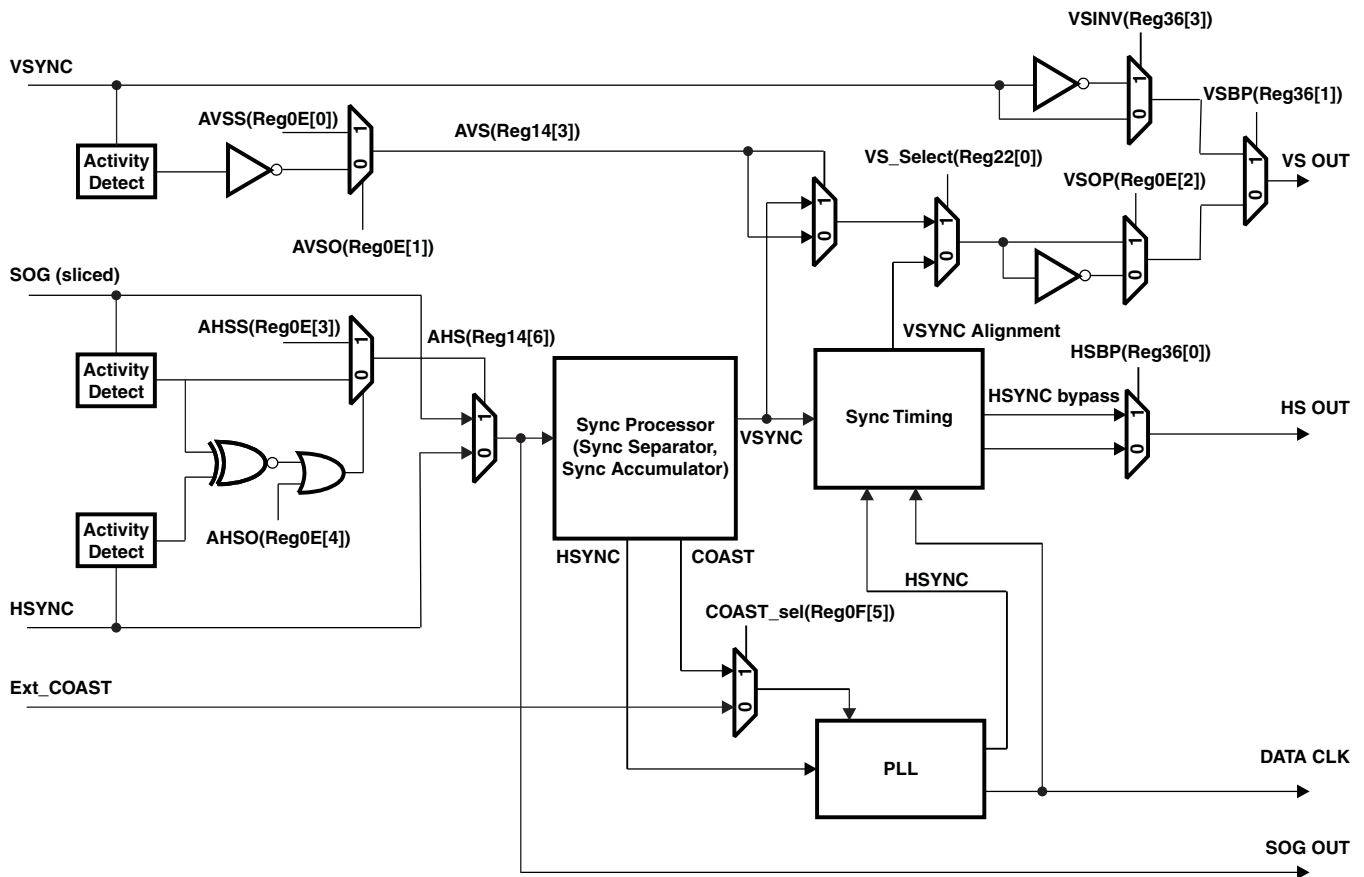 VSINV(Reg36[3])
VSYNC
1
0
VSBP(Reg36[1])
AVSS(Reg0E[0])
1
0
AVS(Reg14[3])
Activity
Detect
VS_Select(Reg22[0])
1
0
VS OUT
VSOP(Reg0E[2])
1
0
1
0
1
0
AVSO(Reg0E[1])
SOG (sliced)
AHSS(Reg0E[3])
1
0
AHS(Reg14[6])
VSYNC Alignment
HSBP(Reg36[0])
Activity
Detect
1
0
Sync Processor
(Sync Separator,
Sync Accumulator)
VSYNC
Sync Timing
HSYNC bypass
1
0
HS OUT
Activity
Detect
AHSO(Reg0E[4])
HSYNC
COAST
HSYNC
HSYNC
COAST_sel(Reg0F[5])
1
0
Ext_COAST
PLL
DATA CLK
SOG OUT